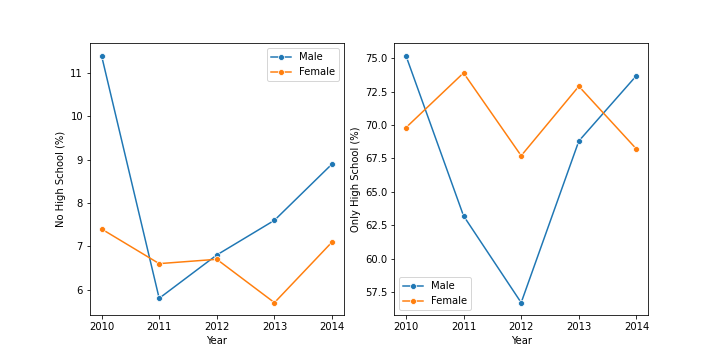 No High School (%)
11
10
9
8
7
6
2010 2011 2012 2013 2014
Year
Male
Female
Only High School (%)
75.0
72.5
70.0
67.5
65.0
62.5
60.0
57.5
2010 2011 2012 2013 2014
Year
Male
Female